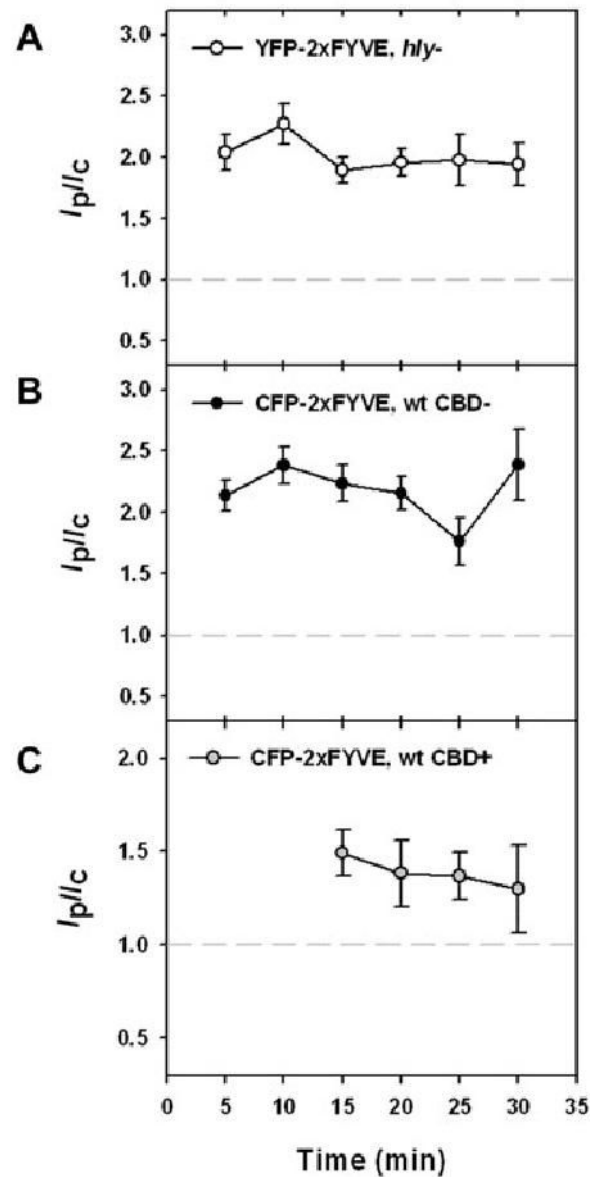 A
YFP-2xFYVE, hly-
3.0
2.5
2.0
1.5
1.0
0.5
Ip/Ic
B
CFP-2xFYVE, wt CBD-
3.0
2.5
2.0
1.5
1.0
0.5
Ip/Ic
C
CFP-2xFYVE, wt CBD+
2.0
1.5
1.0
0.5
Ip/Ic
0 5 10 15 20 25 30 35
Time (min)